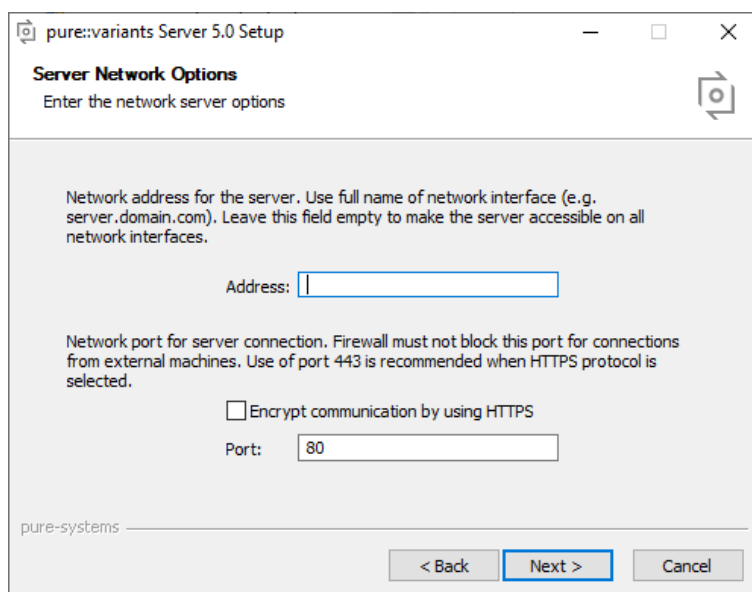 pure::variants Server 5.0 Setup
Server Network Options
Enter the network server options
Network address for the server. Use full name of network interface (e.g.
server.domain.com). Leave this field empty to make the server accessible on all
network interfaces.
Address:
Network port for server connection. Firewall must not block this port for connections
from external machines. Use of port 443 is recommended when HTTPS protocol is
selected.
Encrypt communication by using HTTPS
Port: 80
pure-systems
< Back Next > Cancel